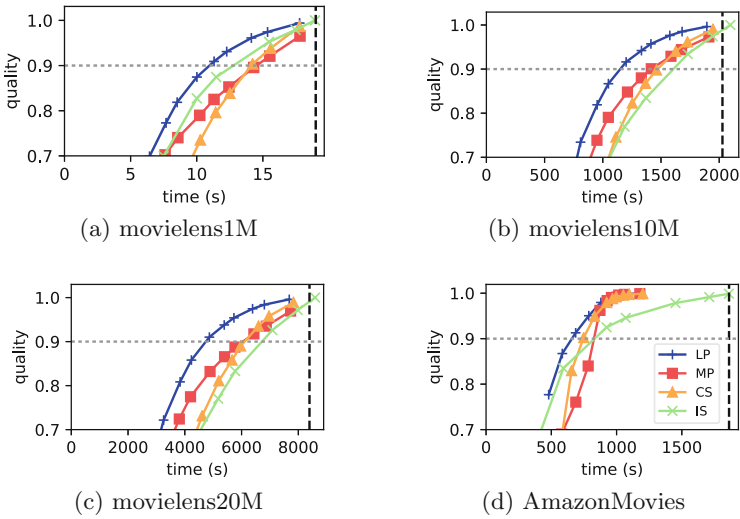 1.0
0.9
0.8
0.7
quality
0 5 10 15
time (s)
(a) movielens1M
1.0
0.9
0.8
0.7
quality
0 500 1000 1500 2000
time (s)
(b) movielens10M
1.0
0.9
0.8
0.7
quality
0 2000 4000 6000 8000
time (s)
(c) movielens20M
1.0
0.9
0.8
0.7
quality
LP
MP
CS
IS
0 500 1000 1500
time (s)
(d) AmazonMovies